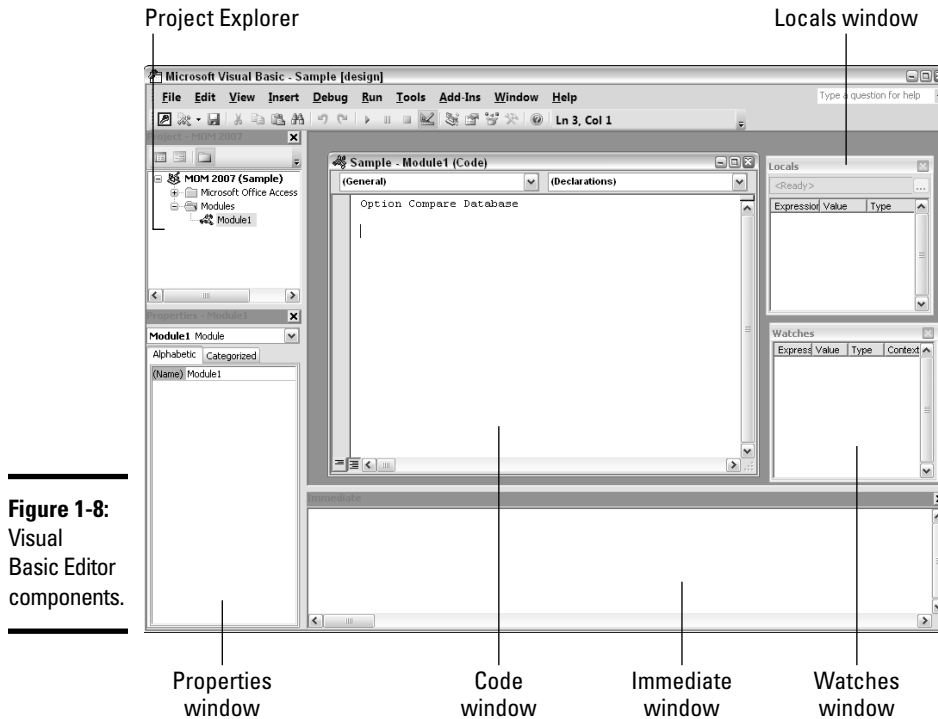 Project Explorer
Locals window
Microsoft Visual Basic - Sample [design]
File Edit View Insert Debug Run Tools Add-Ins Window Help
Type a question for help
Ln 3, Col 1
Project - MOM 2007
MOM 2007 (Sample)
Microsoft Office Access
Modules
Module1
Properties - Module1
Module1 Module
Alphabetic Categorized
(Name) Module1
Sample - Module1 (Code)
(General) (Declarations)
Option Compare Database
Locals
<Ready>
...
Expression Value Type
Watches
Express Value Type Context
Immediate
Figure 1-8:
Visual
Basic Editor
components.
Properties
window
Code
window
Immediate
window
Watches
window